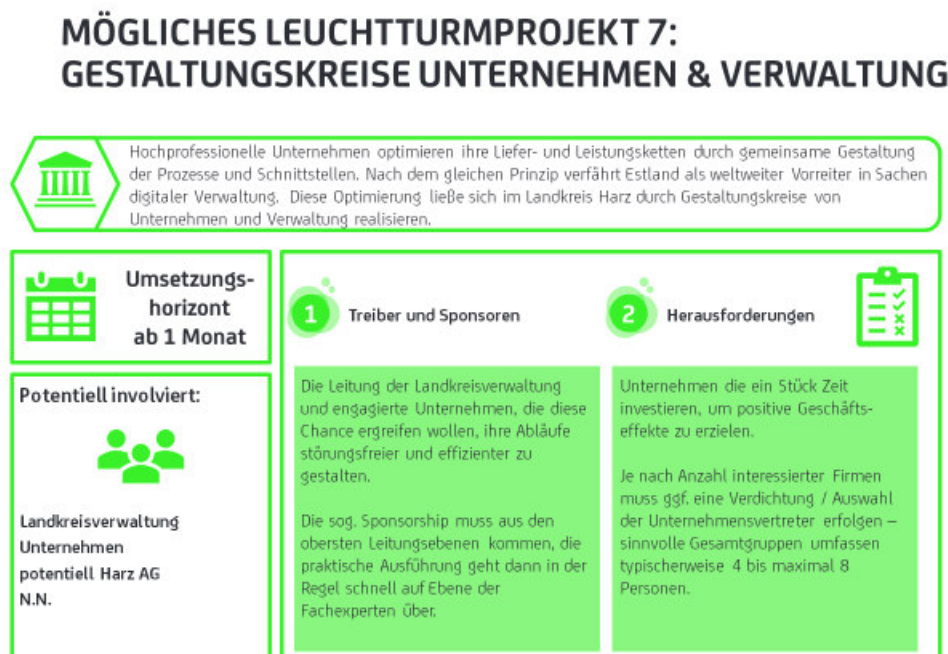 MÖGLICHES LEUCHTTURMPROJEKT 7:
GESTALTUNGSKREISE UNTERNEHMEN & VERWALTUNG
Hochprofessionelle Unternehmen optimieren ihre Liefer- und Leistungsketten durch gemeinsame Gestaltung
der Prozesse und Schnittstellen. Nach dem gleichen Prinzip verfährt Estland als weltweiter Vorreiter in Sachen
digitaler Verwaltung. Diese Optimierung ließe sich im Landkreis Harz durch Gestaltungskreise von
Unternehmen und Verwaltung realisieren.
Umsetzungs-
horizont
ab 1 Monat
Potentiell involviert:
Landkreisverwaltung
Unternehmen
potentiell Harz AG
N.N.
1 Treiber und Sponsoren
Die Leitung der Landkreisverwaltung
und engagierte Unternehmen, die diese
Chance ergreifen wollen, ihre Abläufe
störungsfreier und effizienter zu
gestalten.
Die sog. Sponsorship muss aus den
obersten Leitungsebenen kommen, die
praktische Ausführung geht dann in der
Regel schnell auf Ebene der
Fachexperten über.
2 Herausforderungen
Unternehmen die ein Stück Zeit
investieren, um positive Geschäfts-
effekte zu erzielen.
Je nach Anzahl interessierter Firmen
muss ggf. eine Verdichtung / Auswahl
der Unternehmensvertreter erfolgen –
sinnvolle Gesamtgruppen umfassen
typischerweise 4 bis maximal 8
Personen.